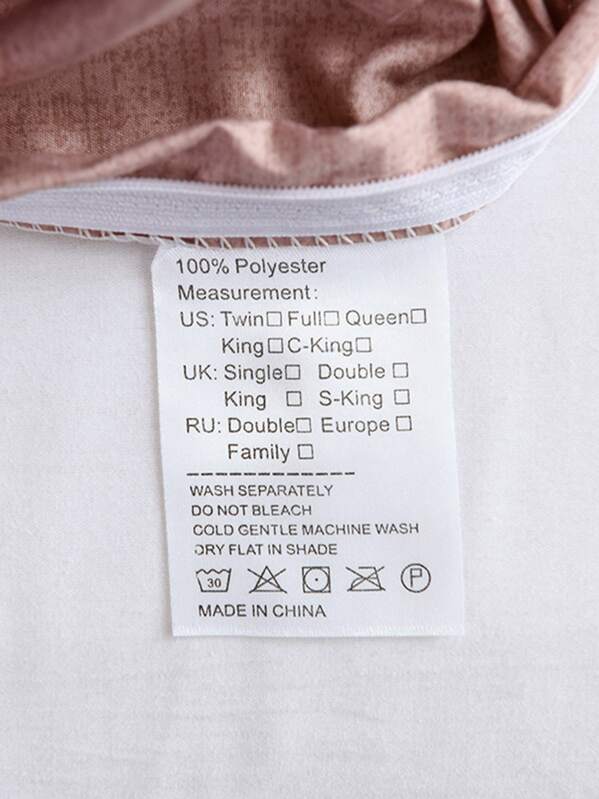 100% Polyester
Measurement:
US: Twin☐ Full☐ Queen☐
King☐ C-King☐
UK: Single☐ Double ☐
King ☐ S-King ☐
RU: Double☐ Europe ☐
Family ☐
WASH SEPARATELY
DO NOT BLEACH
COLD GENTLE MACHINE WASH
DRY FLAT IN SHADE
30 P
MADE IN CHINA